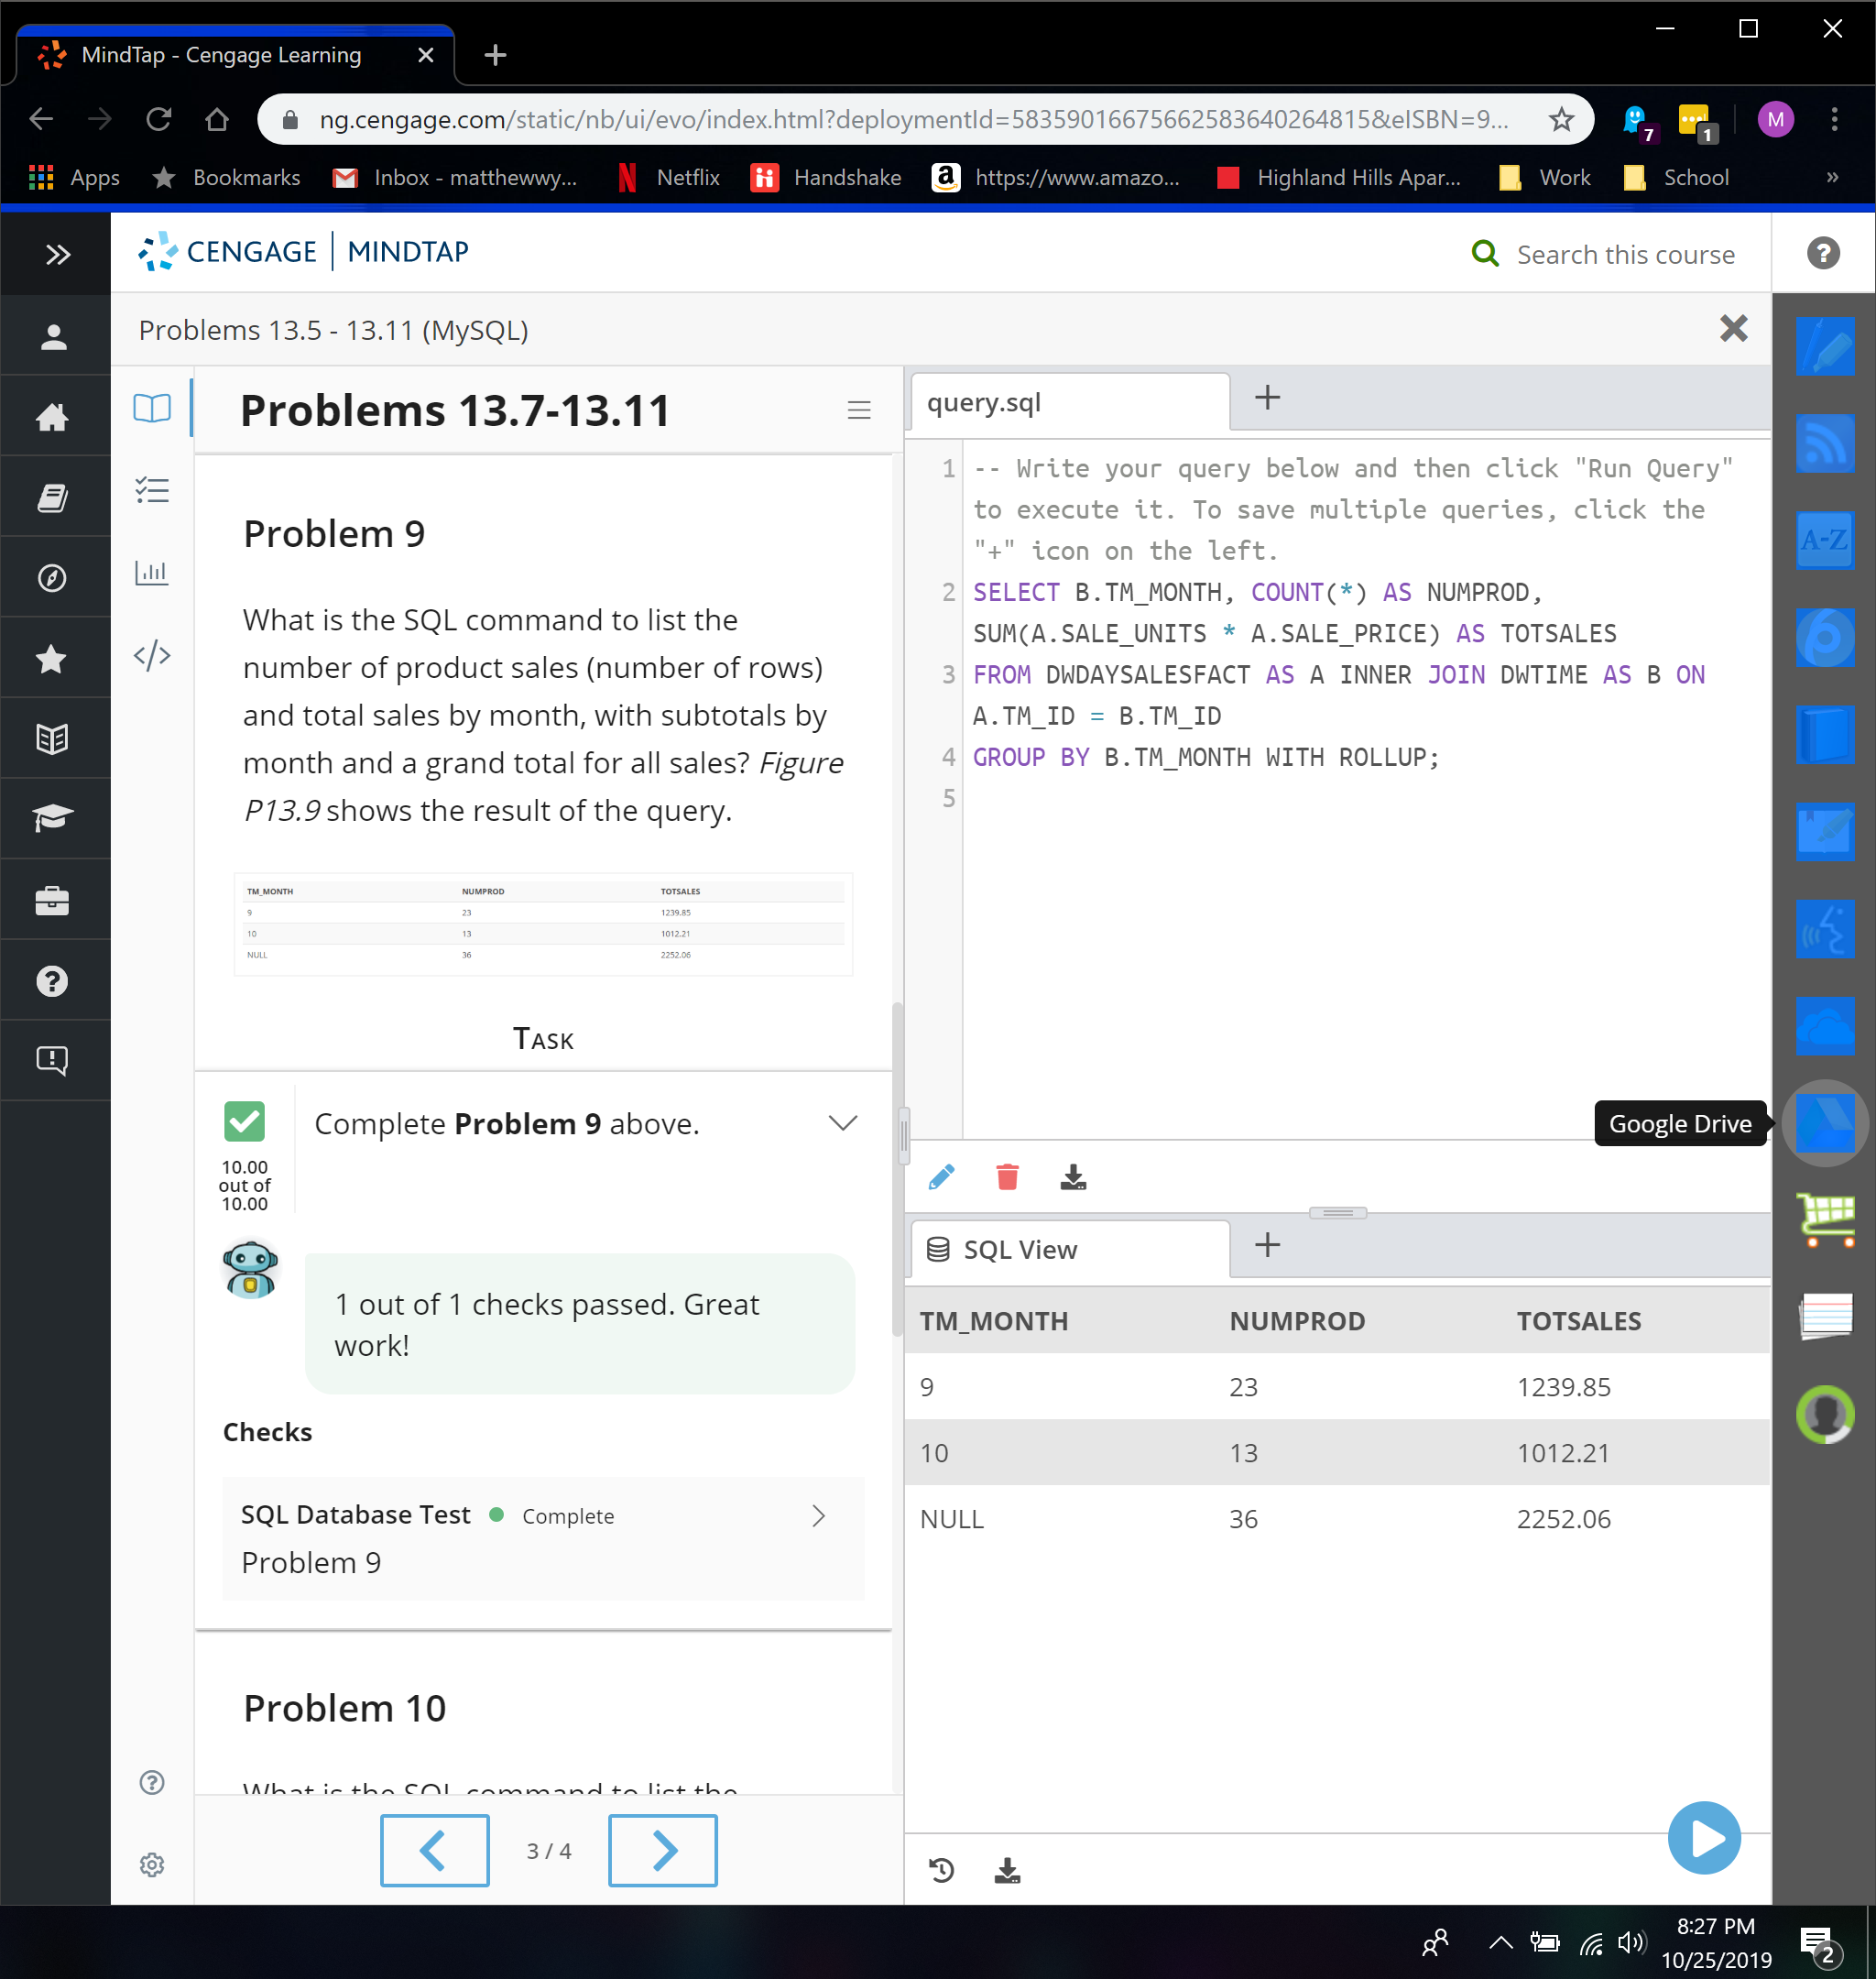 MindTap - Cengage Learning
ng.cengage.com/static/nb/ui/evo/index.html?deploymentId=58359016675662583640264815&eISBN=9...
7
1
M
Apps
Bookmarks
Inbox - matthewwy...
Netflix
Handshake
https://www.amazo...
Highland Hills Apar...
Work
School
»
CENGAGE | MINDTAP
Search this course
Problems 13.5 - 13.11 (MySQL)
Problems 13.7-13.11
Problem 9
What is the SQL command to list the
number of product sales (number of rows)
and total sales by month, with subtotals by
month and a grand total for all sales? Figure
P13.9 shows the result of the query.
TM_MONTH NUMPROD TOTSALES
9 23 1239.85
10 13 1012.21
NULL 36 2252.06
TASK
Complete Problem 9 above.
10.00
out of
10.00
1 out of 1 checks passed. Great
work!
Checks
SQL Database Test Complete
Problem 9
Problem 10
What is the SQL command to list the
3 / 4
query.sql
1 -- Write your query below and then click "Run Query"
to execute it. To save multiple queries, click the
"+" icon on the left.
2 SELECT B.TM_MONTH, COUNT(*) AS NUMPROD,
SUM(A.SALE_UNITS * A.SALE_PRICE) AS TOTSALES
3 FROM DWDAYSALESFACT AS A INNER JOIN DWTIME AS B ON
A.TM_ID = B.TM_ID
4 GROUP BY B.TM_MONTH WITH ROLLUP;
5
SQL View
TM_MONTH NUMPROD TOTSALES
9 23 1239.85
10 13 1012.21
NULL 36 2252.06
A-Z
Google Drive
8:27 PM
10/25/2019
2